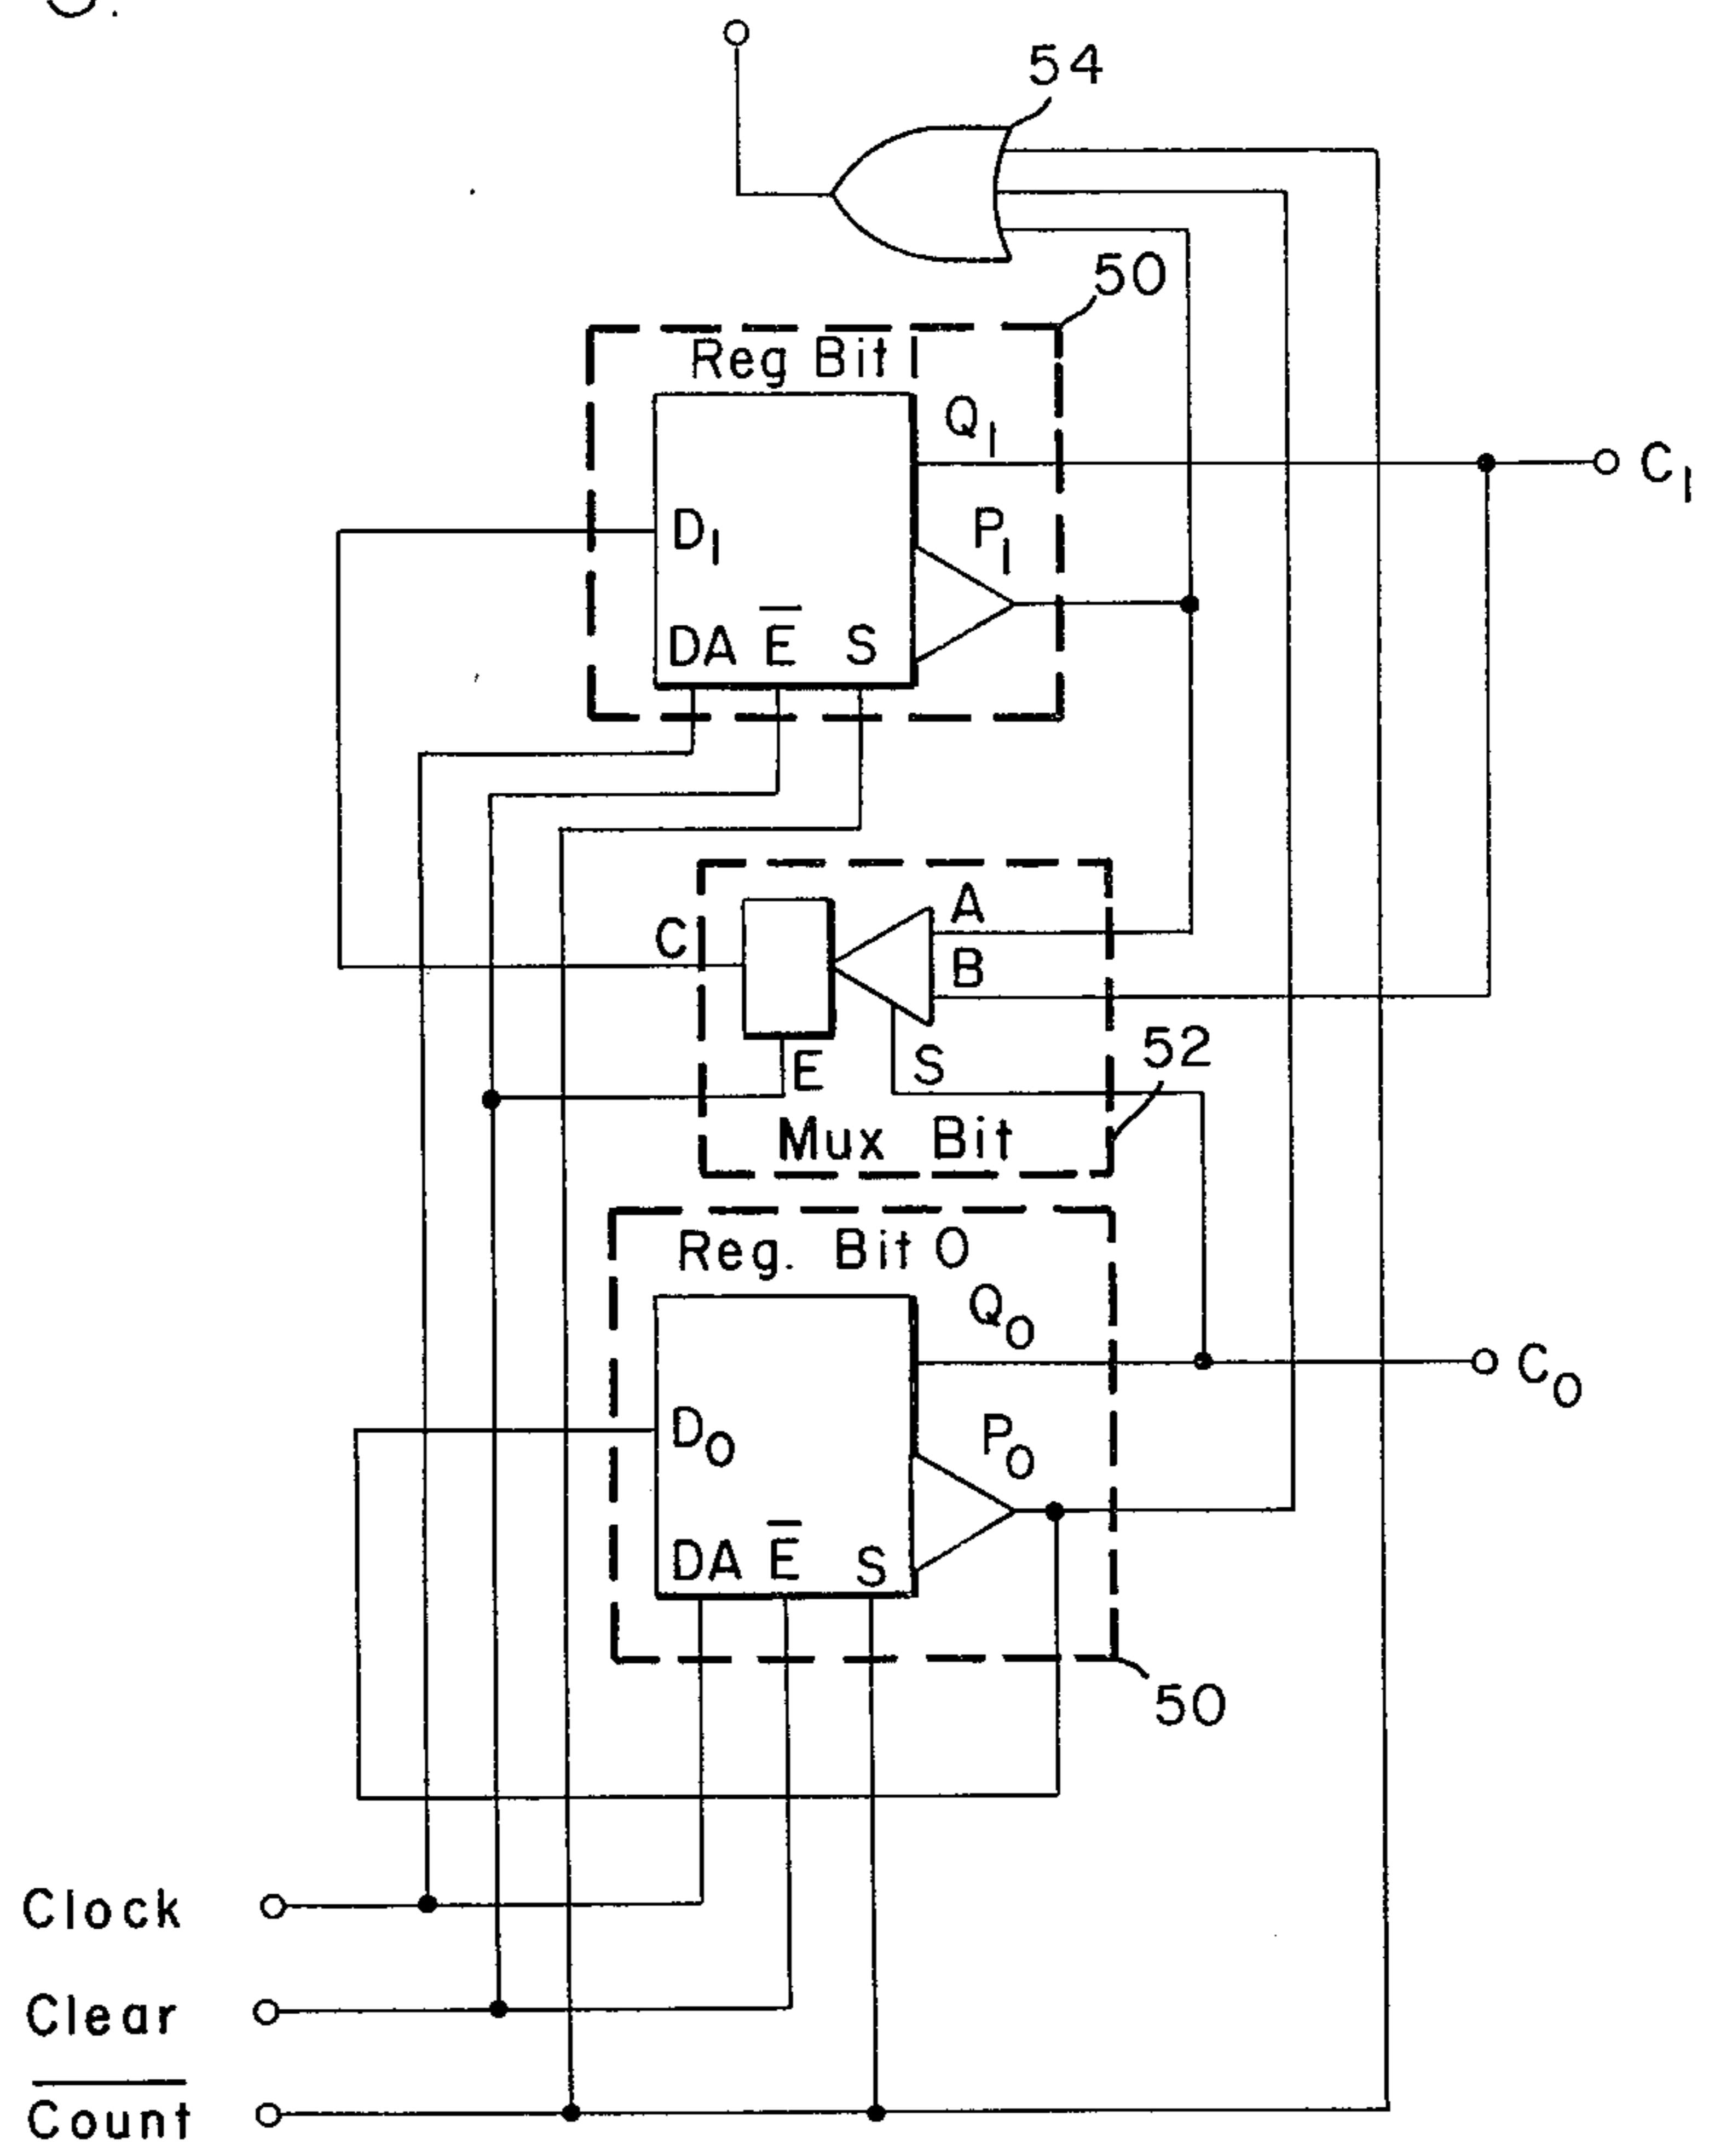 54
50
Reg Bit 1
Q1
D1
P1
DA E̅ S
A
C
B
E
S
52
Mux Bit
Reg. Bit 0
Q0
C1
C0
D0
P0
DA E̅ S
50
Clock
Clear
C̅o̅u̅n̅t̅